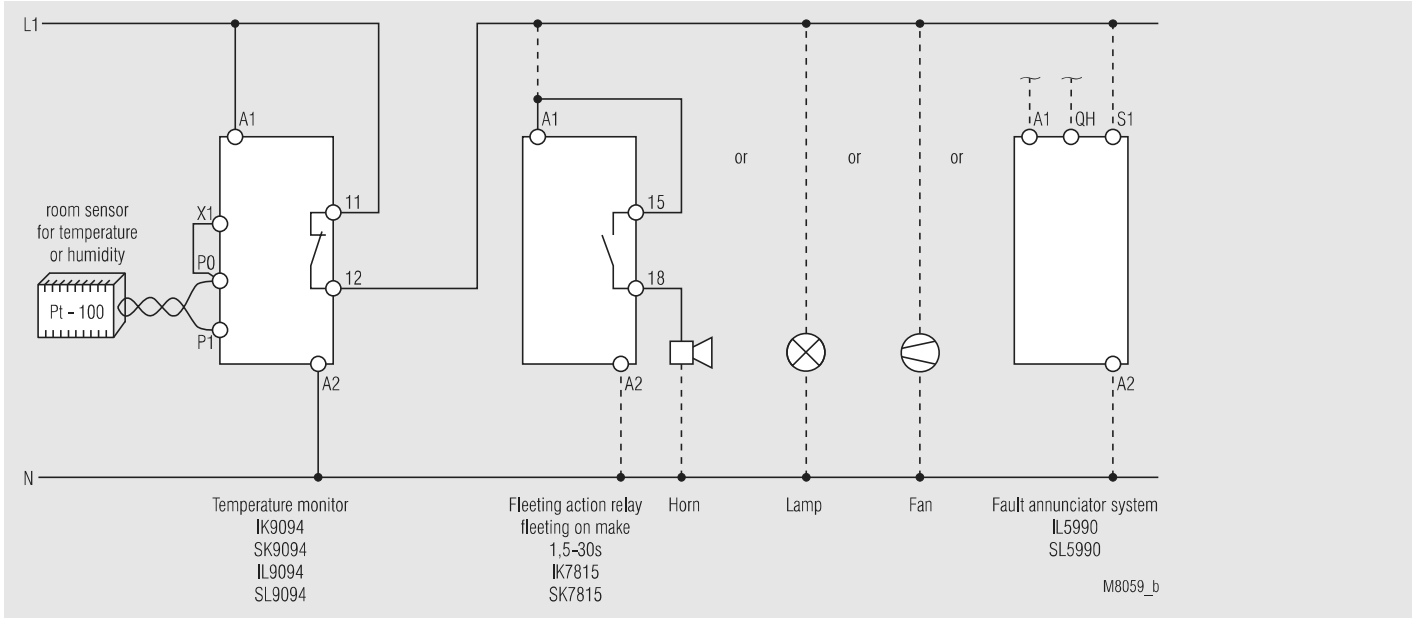 L1
A1
X1
P0
P1
11
12
A2
room sensor
for temperature
or humidity
Pt - 100
A1
15
18
A2
or
or
or
A1
QH
S1
A2
N
Temperature monitor
IK9094
SK9094
IL9094
SL9094
Fleeting action relay
fleeting on make
1,5-30s
IK7815
SK7815
Horn
Lamp
Fan
Fault annunciator system
IL5990
SL5990
M8059_b